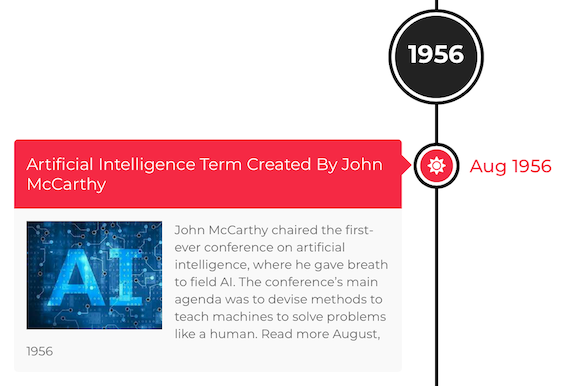 1956
Artificial Intelligence Term Created By John
McCarthy
Aug 1956
AI
John McCarthy chaired the first-
ever conference on artificial
intelligence, where he gave breath
to field AI. The conference's main
agenda was to devise methods to
teach machines to solve problems
like a human. Read more August,
1956